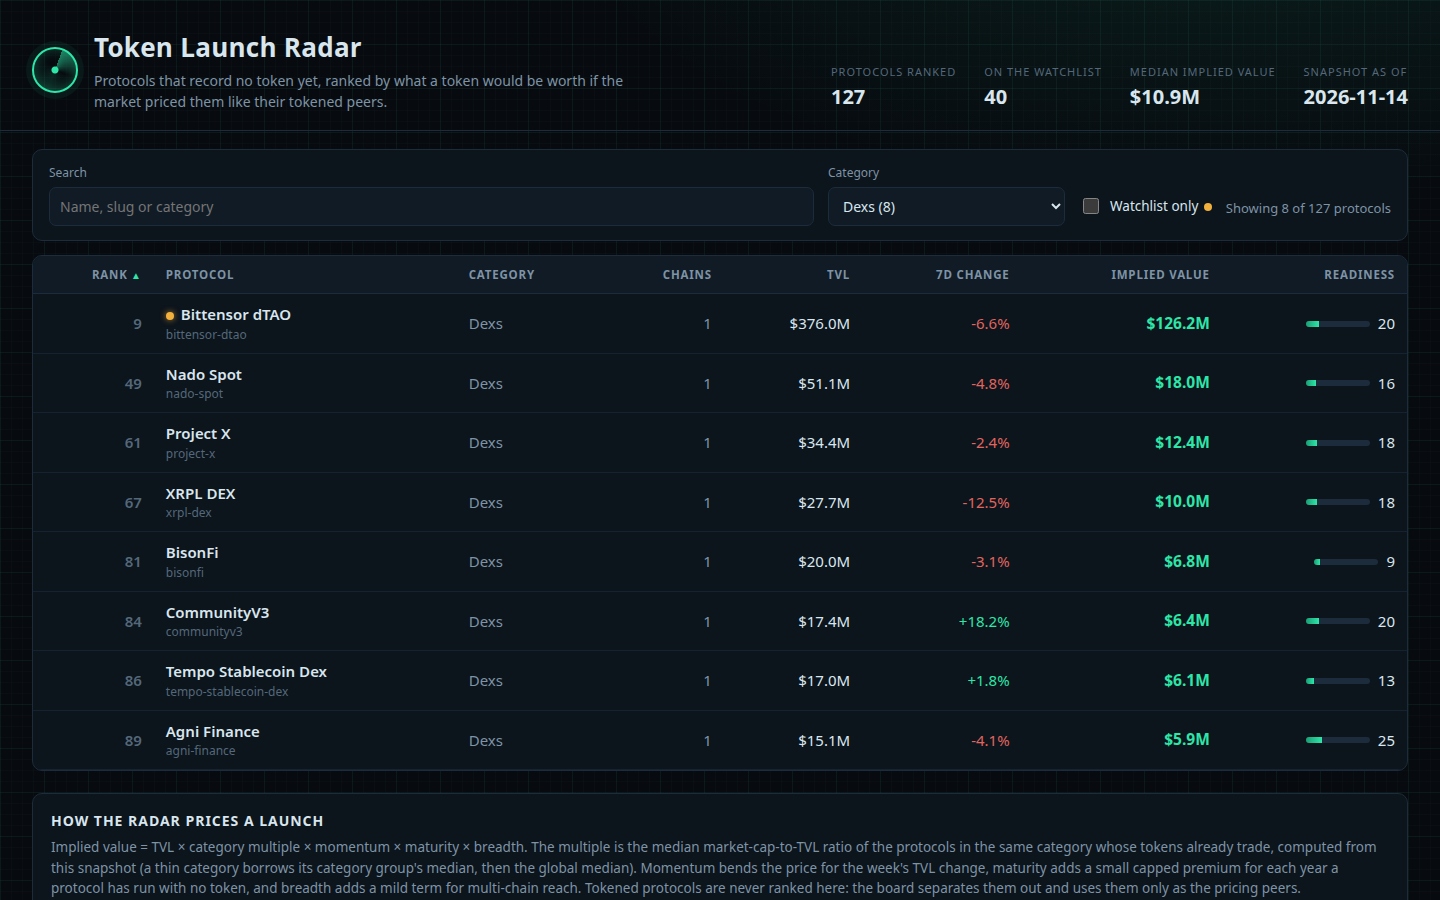 Token Launch Radar
Protocols that record no token yet, ranked by what a token would be worth if the
market priced them like their tokened peers.
PROTOCOLS RANKED ON THE WATCHLIST MEDIAN IMPLIED VALUE SNAPSHOT AS OF
127 40 $10.9M 2026-11-14
Search Category
Name, slug or category Dexs (8) Watchlist only Showing 8 of 127 protocols
RANK ▲ PROTOCOL CATEGORY CHAINS TVL 7D CHANGE IMPLIED VALUE READINESS
9 Bittensor dTAO Dexs 1 $376.0M -6.6% $126.2M 20
bittensor-dtao
49 Nado Spot Dexs 1 $51.1M -4.8% $18.0M 16
nado-spot
61 Project X Dexs 1 $34.4M -2.4% $12.4M 18
project-x
67 XRPL DEX Dexs 1 $27.7M -12.5% $10.0M 18
xrpl-dex
81 BisonFi Dexs 1 $20.0M -3.1% $6.8M 9
bisonfi
84 CommunityV3 Dexs 1 $17.4M +18.2% $6.4M 20
communityv3
86 Tempo Stablecoin Dex Dexs 1 $17.0M +1.8% $6.1M 13
tempo-stablecoin-dex
89 Agni Finance Dexs 1 $15.1M -4.1% $5.9M 25
agni-finance
HOW THE RADAR PRICES A LAUNCH
Implied value = TVL × category multiple × momentum × maturity × breadth. The multiple is the median market-cap-to-TVL ratio of the protocols in the same category whose tokens already trade, computed from
this snapshot (a thin category borrows its category group's median, then the global median). Momentum bends the price for the week's TVL change, maturity adds a small capped premium for each year a
protocol has run with no token, and breadth adds a mild term for multi-chain reach. Tokened protocols are never ranked here: the board separates them out and uses them only as the pricing peers.